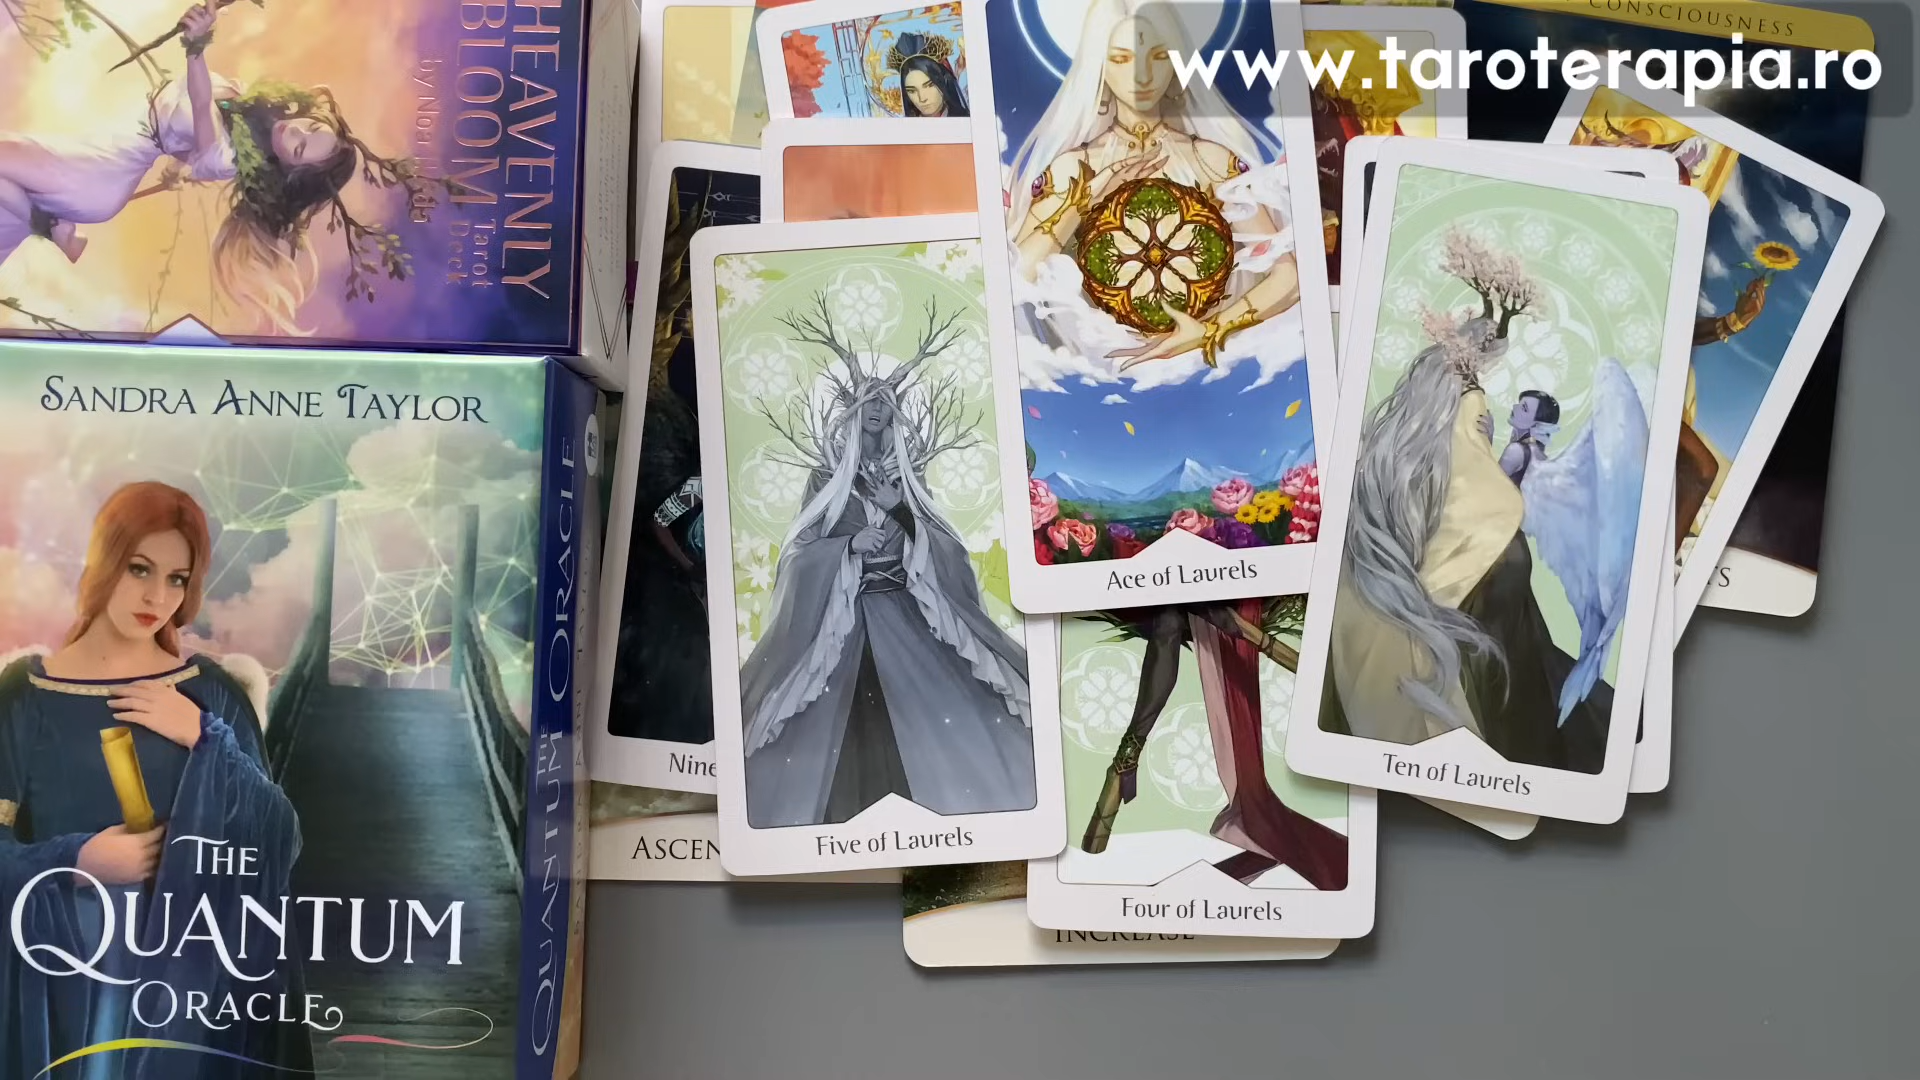 www.taroterapia.ro
CONSCIOUSNESS
HEAVENLY
BLOOM
Tarot
Deck
SANDRA ANNE TAYLOR
THE
QUANTUM
ORACLE
THE
QUANTUM ORACLE
Nine
ASCEN
Five of Laurels
Ace of Laurels
Four of Laurels
INCREASE
Ten of Laurels